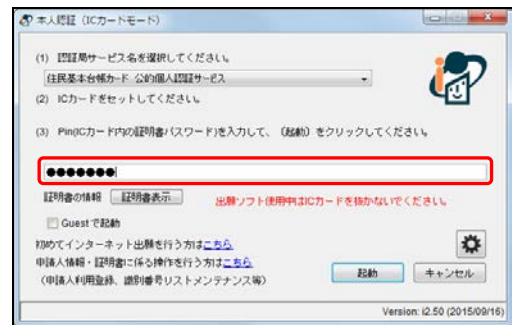 本人認証（ICカードモード）
(1) 認証局サービス名を選択してください。
住民基本台帳カード 公的個人認証サービス
(2) ICカードをセットしてください。
(3) Pin(ICカード内の証明書パスワード)を入力して、（起動）をクリックしてください。
●●●●●●●
証明書の情報 証明書表示 出願ソフト使用中はICカードを抜かないでください。
Guestで起動
初めてインターネット出願を行う方はこちら
申請人情報・証明書に係る操作を行う方はこちら
（申請人利用登録、識別番号リストメンテナンス等）
起動 キャンセル
Version: i2.50 (2015/09/16)